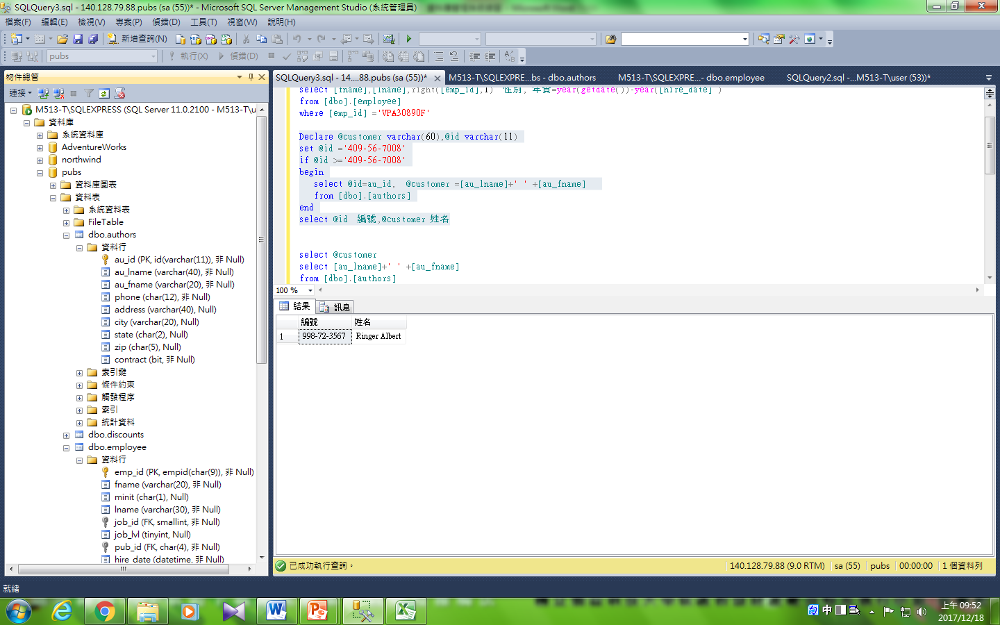 SQLQuery3.sql - 140.128.79.88.pubs (sa (55))* - Microsoft SQL Server Management Studio (系統管理員)
檔案(F) 編輯(E) 檢視(V) 專案(P) 偵錯(D) 工具(T) 視窗(W) 說明(H)
新增查詢(N)
pubs 執行(X) 偵錯(D)
物件總管
連接
M513-T\SQLEXPRESS (SQL Server 11.0.2100 - M513-T\u
資料庫
系統資料庫
AdventureWorks
northwind
pubs
資料庫圖表
資料表
系統資料表
FileTable
dbo.authors
資料行
au_id (PK, id(varchar(11)), 非 Null)
au_lname (varchar(40), 非 Null)
au_fname (varchar(20), 非 Null)
phone (char(12), 非 Null)
address (varchar(40), Null)
city (varchar(20), Null)
state (char(2), Null)
zip (char(5), Null)
contract (bit, 非 Null)
索引鍵
條件約束
觸發程序
索引
統計資料
dbo.discounts
dbo.employee
資料行
emp_id (PK, empid(char(9)), 非 Null)
fname (varchar(20), 非 Null)
minit (char(1), Null)
lname (varchar(30), 非 Null)
job_id (FK, smallint, 非 Null)
job_lvl (tinyint, Null)
pub_id (FK, char(4), 非 Null)
hire_date (datetime, 非 Null)
SQLQuery3.sql - 14....88.pubs (sa (55))* M513-T\SQLEXPRE...bs - dbo.authors M513-T\SQLEXPRE...- dbo.employee SQLQuery2.sql -...M513-T\user (53))*
select [fname],[lname],right([emp_id],1) 性別, 年資=year(getdate())-year([hire_date] )
from [dbo].[employee]
where [emp_id] ='VPA30890F'
Declare @customer varchar(60),@id varchar(11)
set @id ='409-56-7008'
if @id >='409-56-7008'
begin
select @id=au_id, @customer =[au_lname]+' ' +[au_fname]
from [dbo].[authors]
end
select @id 編號,@customer 姓名
select @customer
select [au_lname]+' ' +[au_fname]
from [dbo].[authors]
100 %
結果 訊息
編號 姓名
1 998-72-3567 Ringer Albert
已成功執行查詢。 140.128.79.88 (9.0 RTM) sa (55) pubs 00:00:00 1 個資料列
就緒
中
上午 09:52
2017/12/18